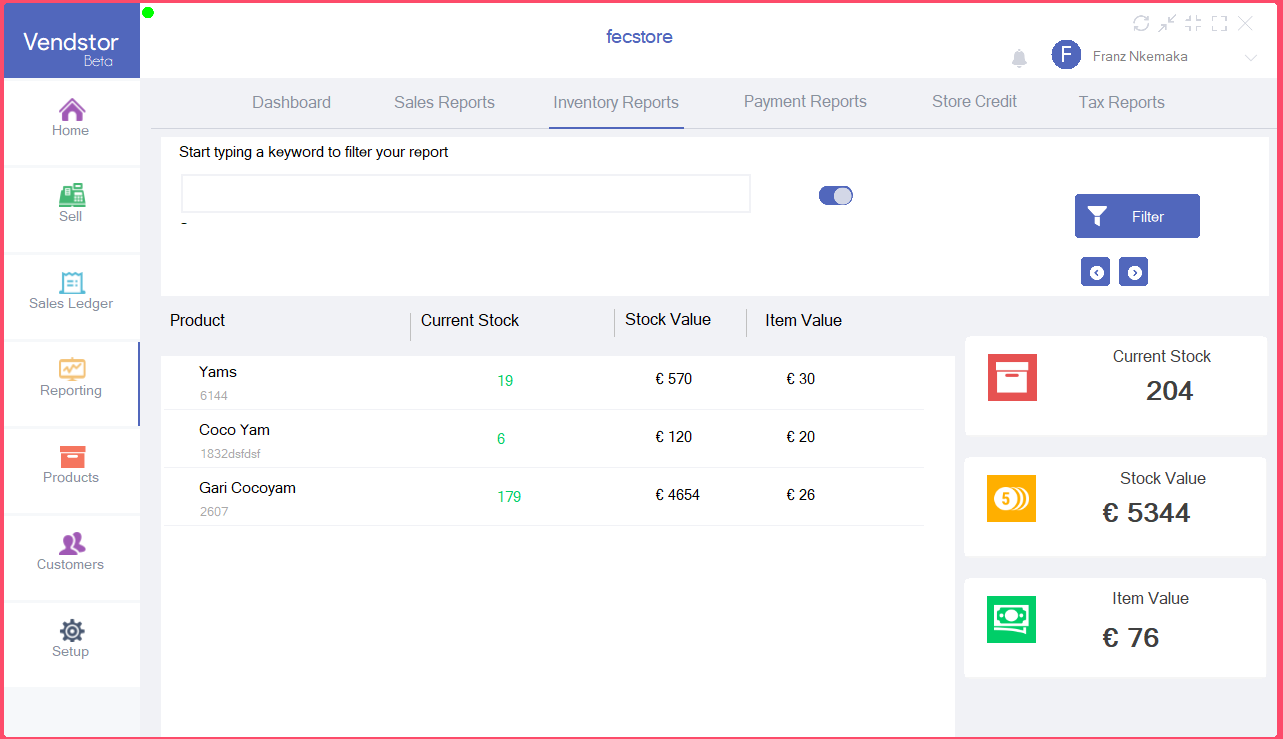 Vendstor
Beta
fecstore
F
Franz Nkemaka
Home
Sell
Sales Ledger
Reporting
Products
Customers
Setup
Dashboard
Sales Reports
Inventory Reports
Payment Reports
Store Credit
Tax Reports
Start typing a keyword to filter your report
Filter
Product
Current Stock
Stock Value
Item Value
Yams
6144
19
€ 570
€ 30
Coco Yam
1832dsfdsf
6
€ 120
€ 20
Gari Cocoyam
2607
179
€ 4654
€ 26
Current Stock
204
5
Stock Value
€ 5344
Item Value
€ 76